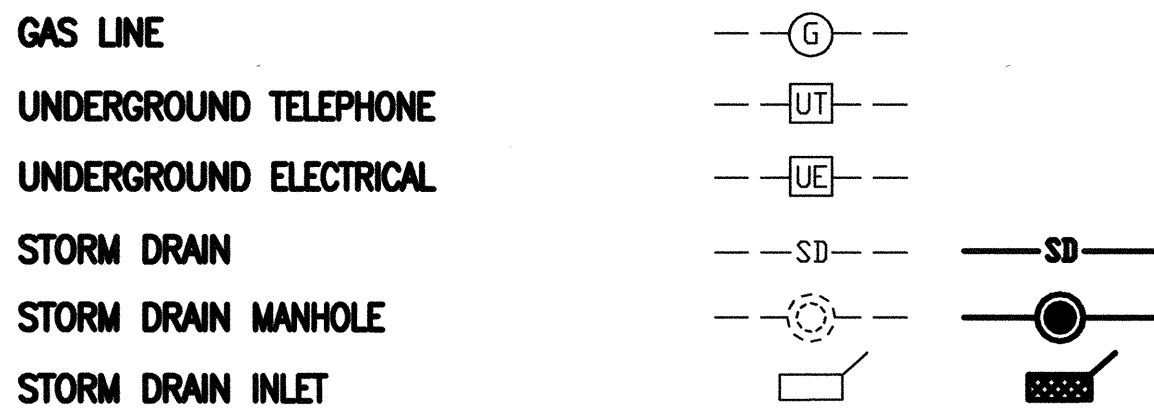 GAS LINE G
UNDERGROUND TELEPHONE UT
UNDERGROUND ELECTRICAL UE
STORM DRAIN SD SD
STORM DRAIN MANHOLE
STORM DRAIN INLET